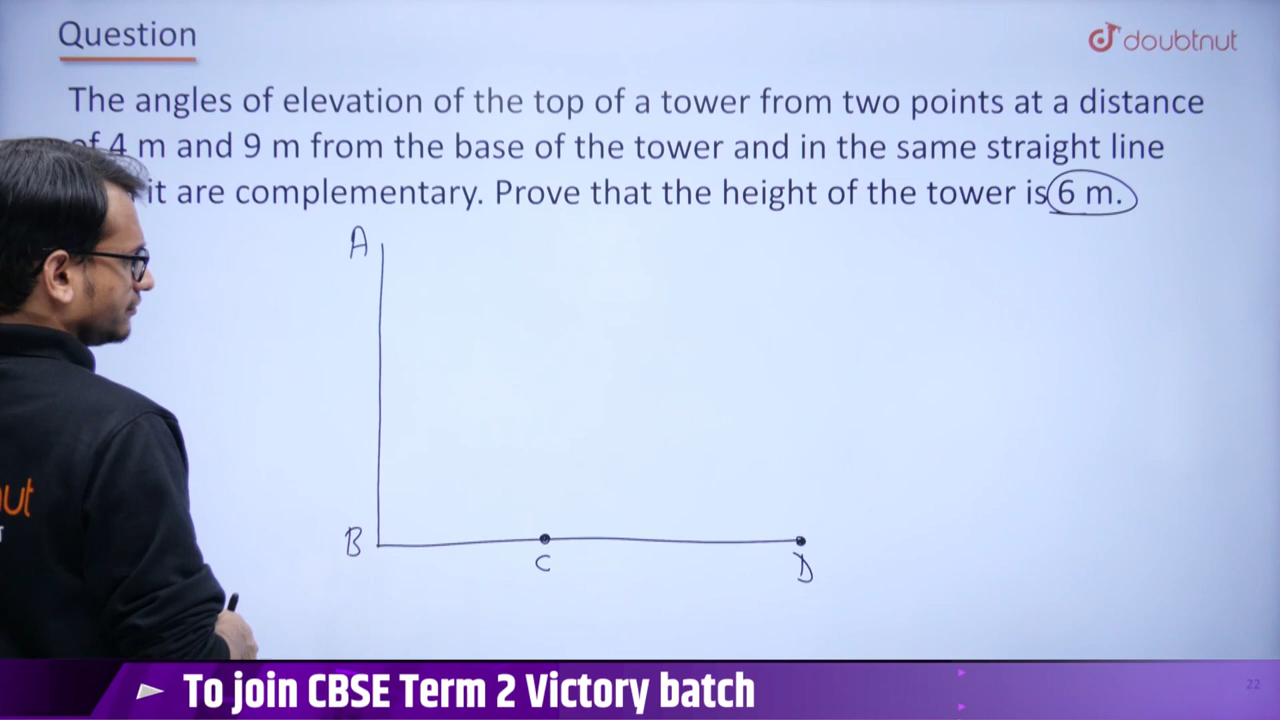 Question
doubtnut
The angles of elevation of the top of a tower from two points at a distance
of 4 m and 9 m from the base of the tower and in the same straight line
it are complementary. Prove that the height of the tower is 6 m.
A
B
C
D
ut
To join CBSE Term 2 Victory batch
22